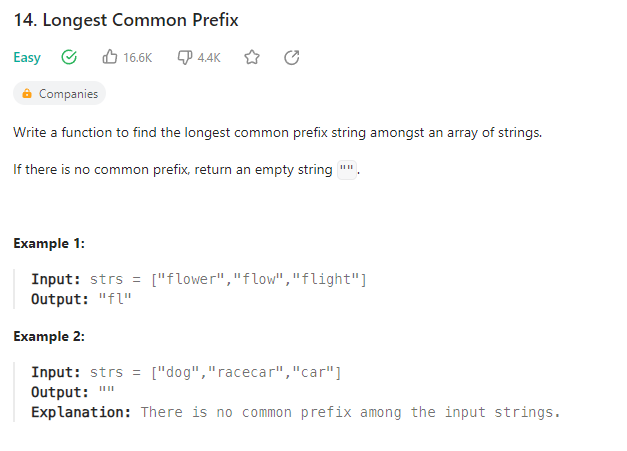 14. Longest Common Prefix
Easy 16.6K 4.4K
Companies
Write a function to find the longest common prefix string amongst an array of strings.
If there is no common prefix, return an empty string "".
Example 1:
Input: strs = ["flower","flow","flight"]
Output: "fl"
Example 2:
Input: strs = ["dog","racecar","car"]
Output: ""
Explanation: There is no common prefix among the input strings.